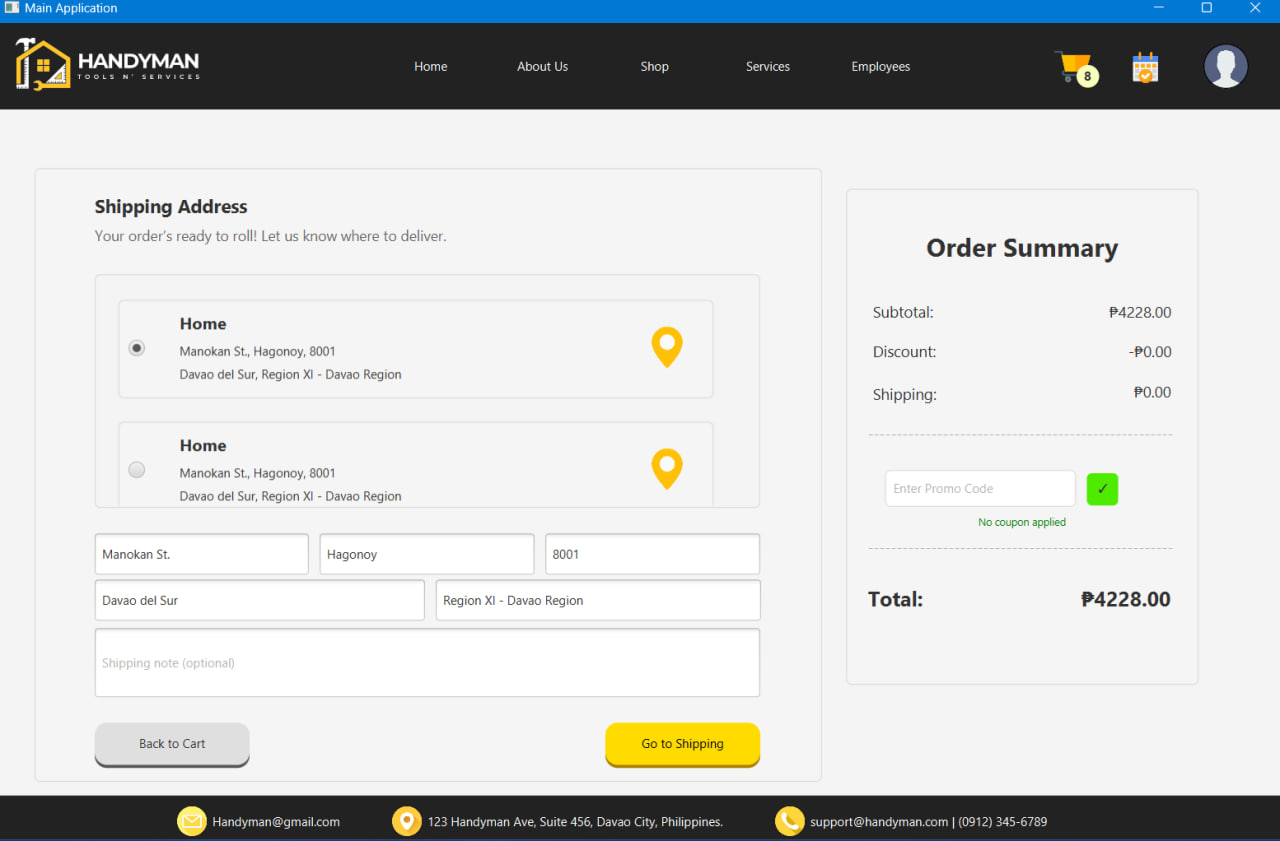 Main Application
HANDYMAN
TOOLS N' SERVICES
Home
About Us
Shop
Services
Employees
8
Shipping Address
Your order's ready to roll! Let us know where to deliver.
Home
Manokan St., Hagonoy, 8001
Davao del Sur, Region XI - Davao Region
Home
Manokan St., Hagonoy, 8001
Davao del Sur, Region XI - Davao Region
Manokan St.
Hagonoy
8001
Davao del Sur
Region XI - Davao Region
Shipping note (optional)
Back to Cart
Go to Shipping
Order Summary
Subtotal: ₱4228.00
Discount: -₱0.00
Shipping: ₱0.00
Enter Promo Code
✓
No coupon applied
Total: ₱4228.00
Handyman@gmail.com
123 Handyman Ave, Suite 456, Davao City, Philippines.
support@handyman.com | (0912) 345-6789